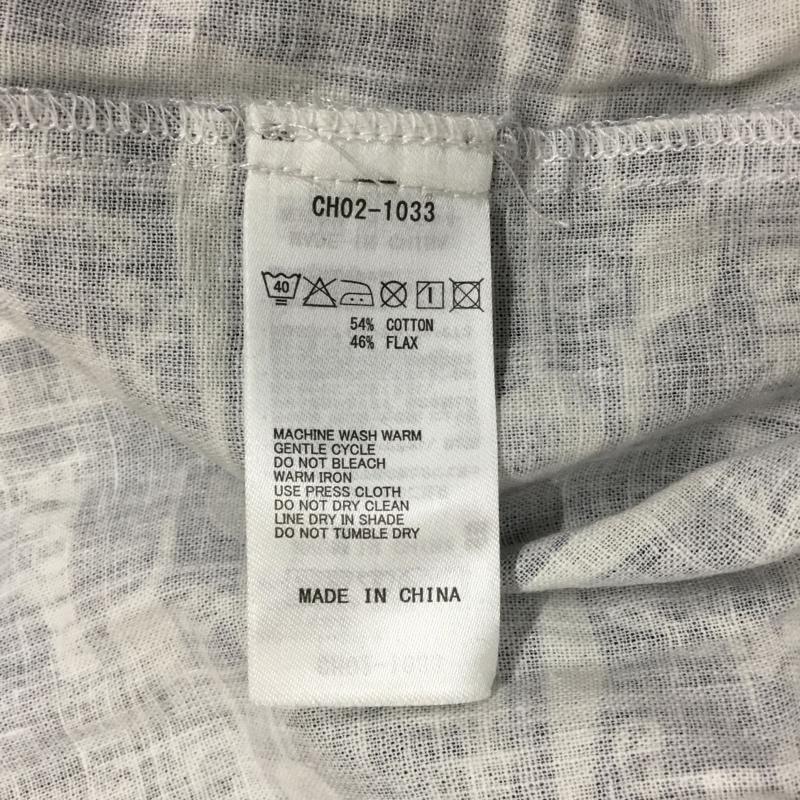 CH02-1033
40
54% COTTON
46% FLAX
MACHINE WASH WARM
GENTLE CYCLE
DO NOT BLEACH
WARM IRON
USE PRESS CLOTH
DO NOT DRY CLEAN
LINE DRY IN SHADE
DO NOT TUMBLE DRY
MADE IN CHINA